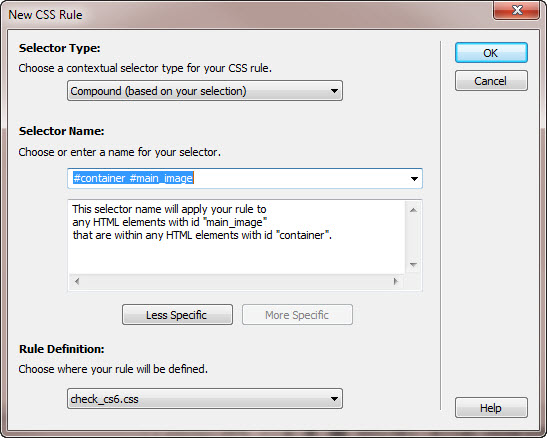 New CSS Rule
Selector Type:
Choose a contextual selector type for your CSS rule.
Compound (based on your selection)
OK
Cancel
Selector Name:
Choose or enter a name for your selector.
#container #main_image
This selector name will apply your rule to
any HTML elements with id "main_image"
that are within any HTML elements with id "container".
Less Specific
More Specific
Rule Definition:
Choose where your rule will be defined.
check_cs6.css
Help